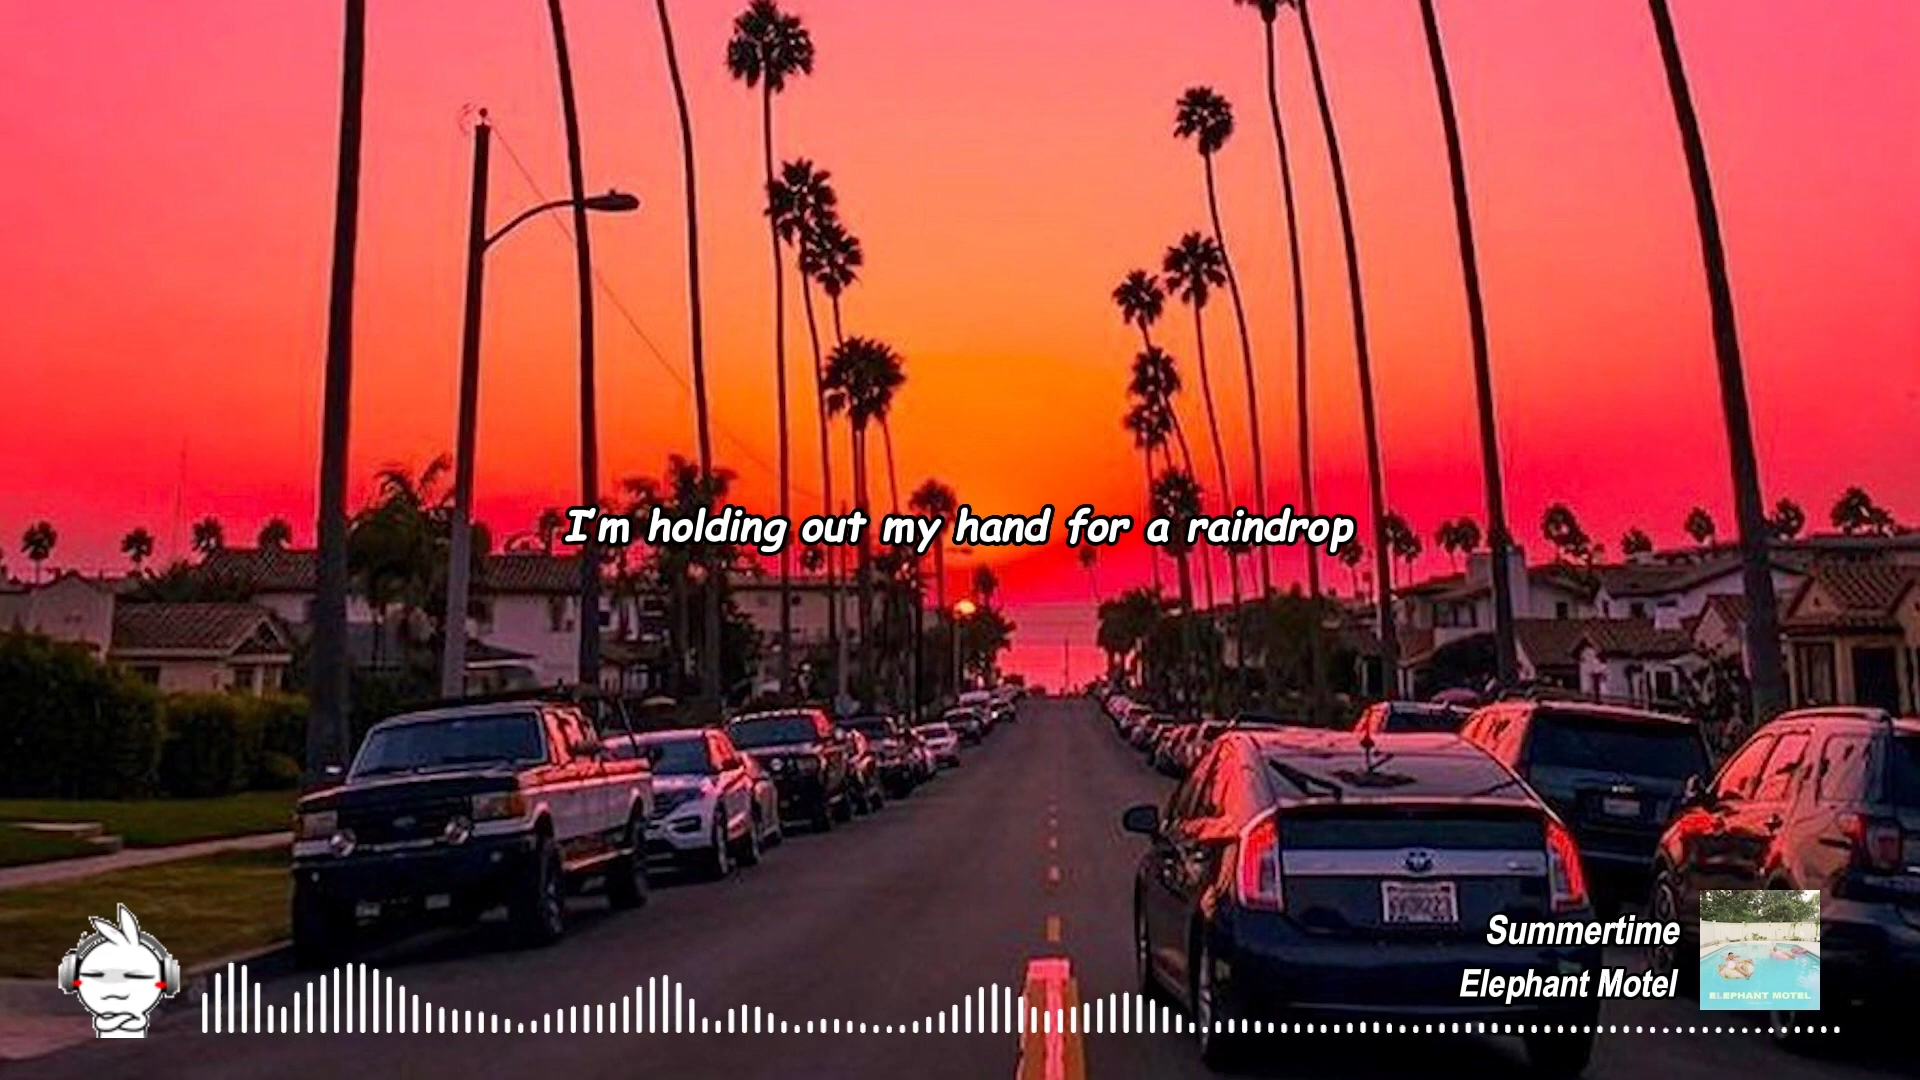 I'm holding out my hand for a raindrop
Summertime
Elephant Motel
ELEPHANT MOTEL